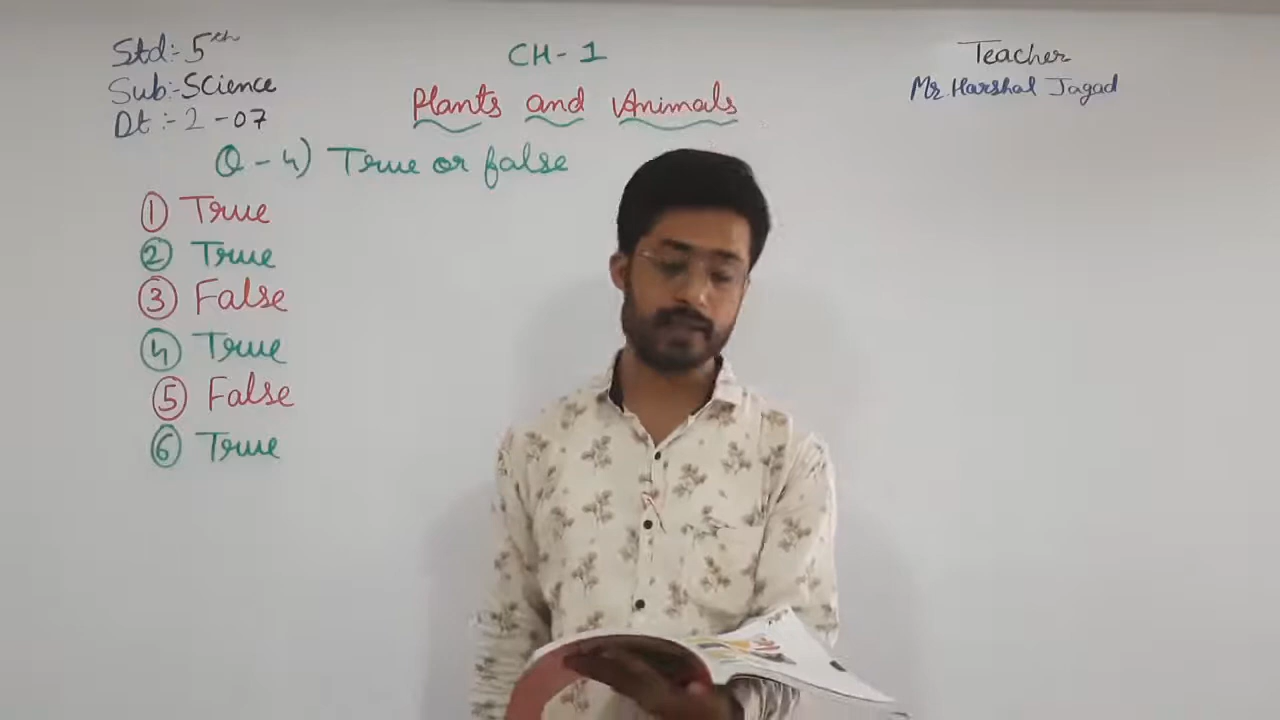 Std:- 5th
Sub:- Science
Dt :- 2 - 07
CH - 1
Plants and Animals
Teacher
Mr. Harshal Jagad
Q - 4) True or false
① True
② True
③ False
④ True
⑤ False
⑥ True